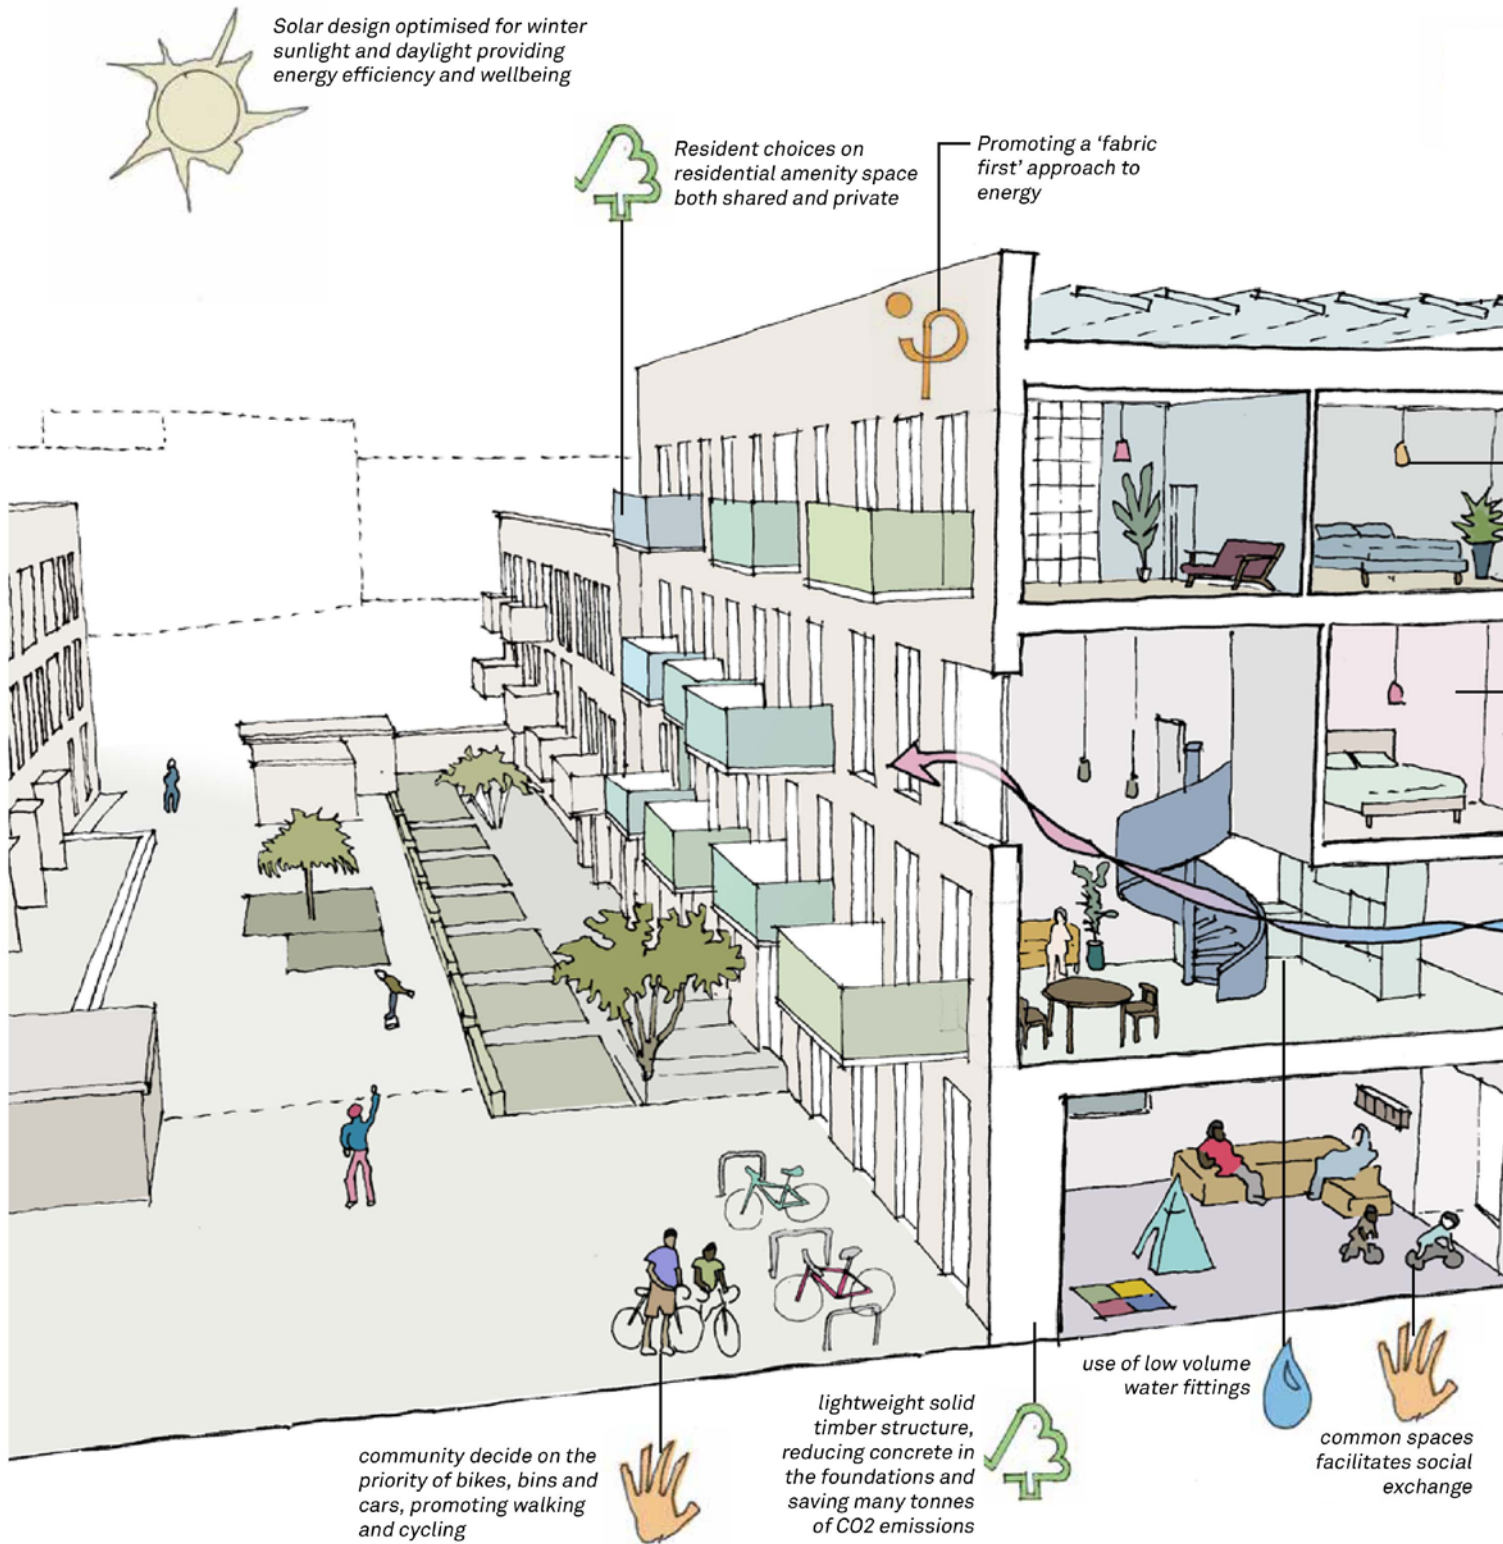 Solar design optimised for winter
sunlight and daylight providing
energy efficiency and wellbeing
Resident choices on
residential amenity space
both shared and private
Promoting a ‘fabric
first’ approach to
energy
community decide on the
priority of bikes, bins and
cars, promoting walking
and cycling
lightweight solid
timber structure,
reducing concrete in
the foundations and
saving many tonnes
of CO2 emissions
use of low volume
water fittings
common spaces
facilitates social
exchange